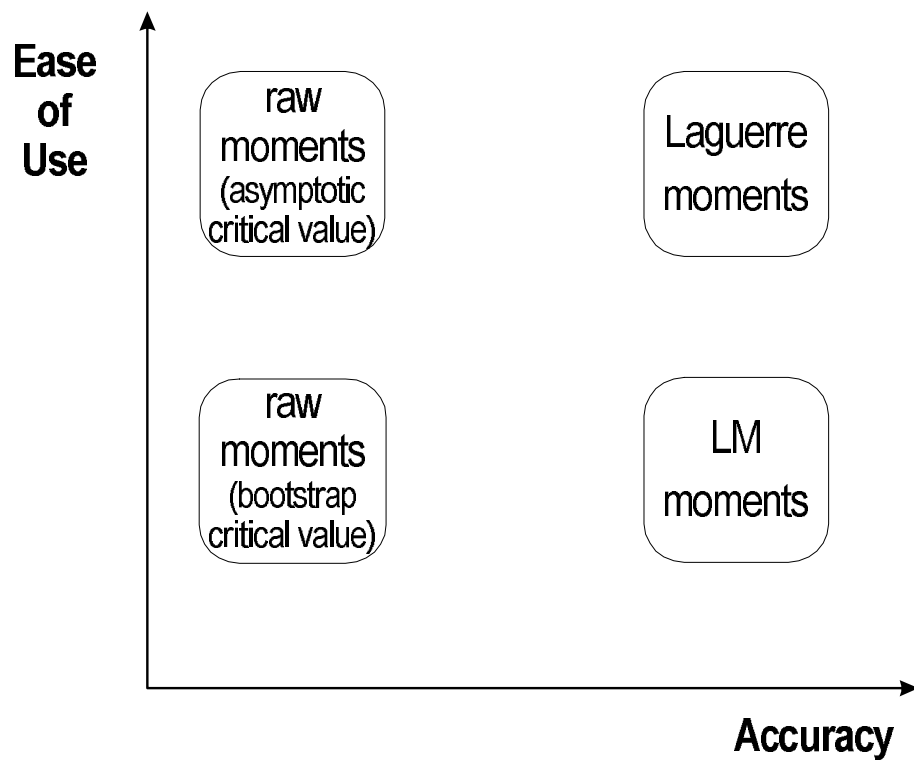 Ease
of
Use
raw
moments
(asymptotic
critical value)
Laguerre
moments
raw
moments
(bootstrap
critical value)
LM
moments
Accuracy